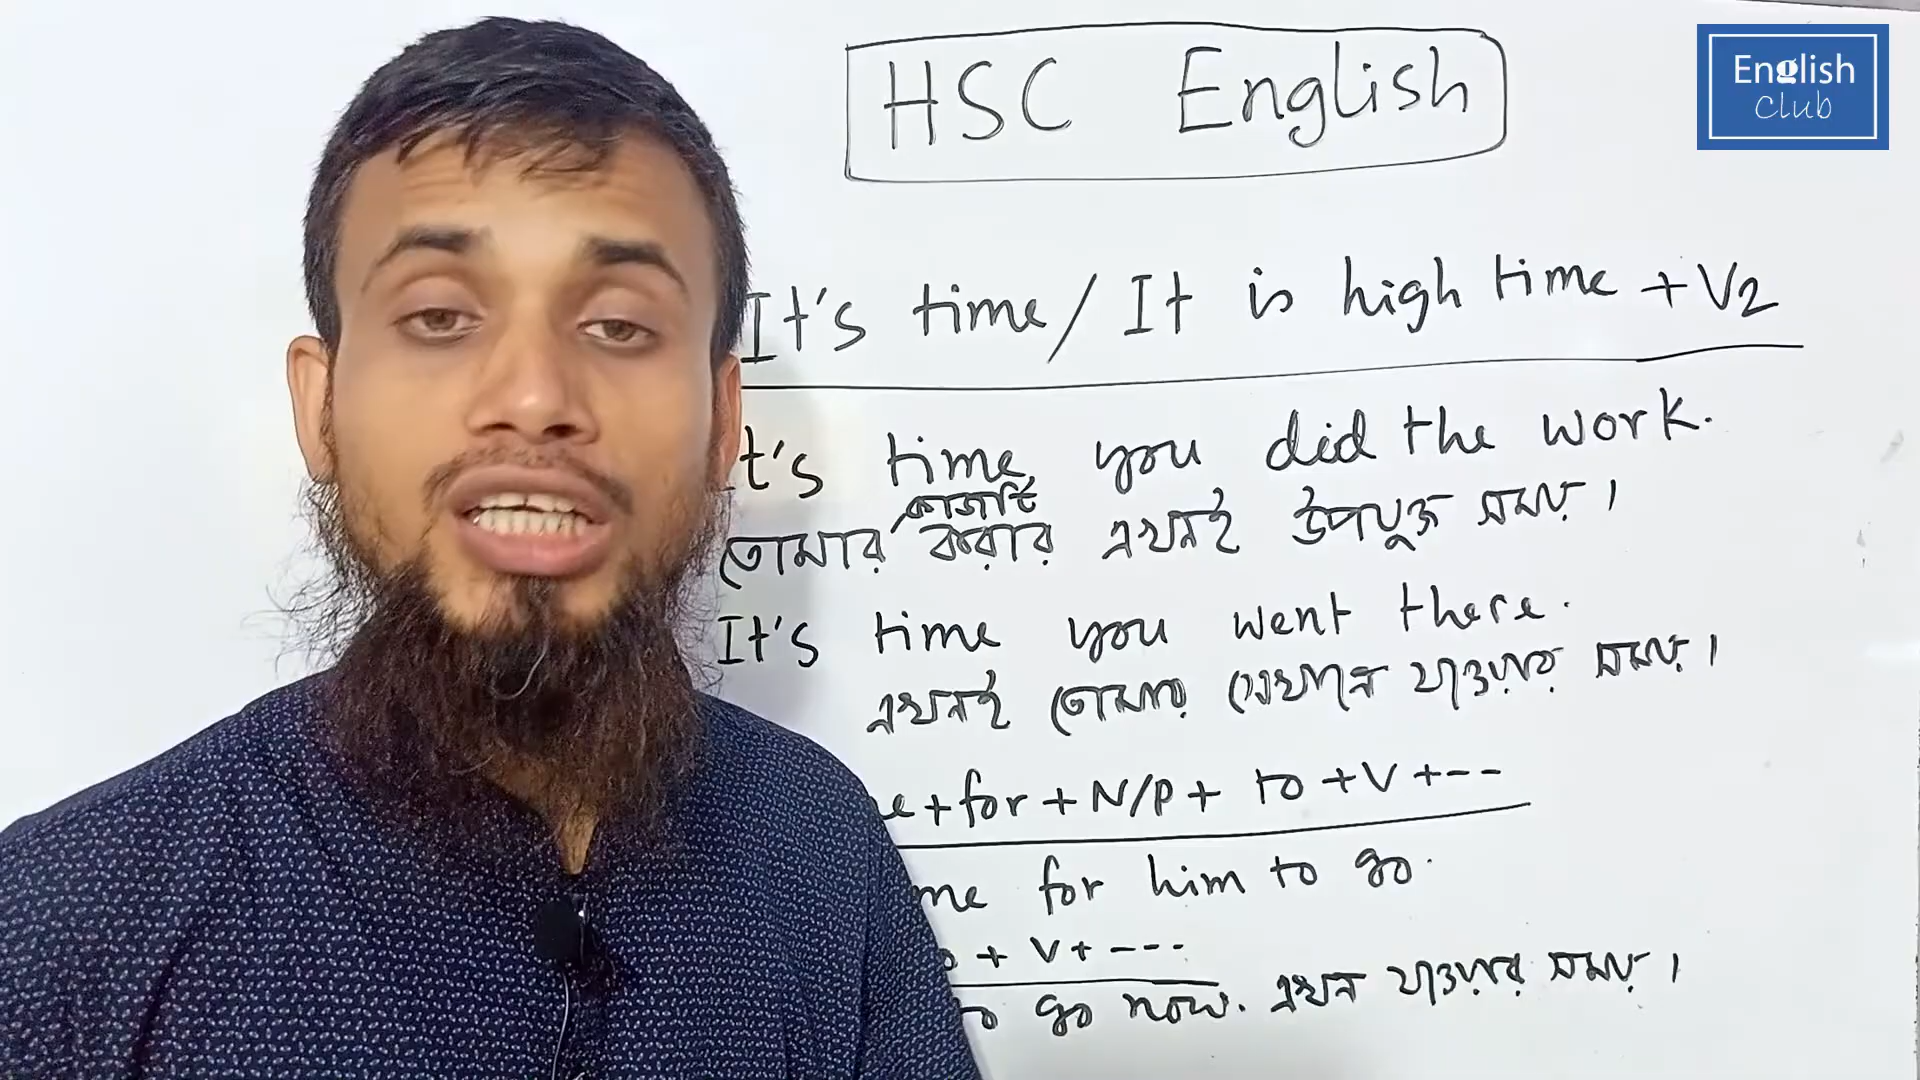 HSC English
English
Club
It's time / It is high time + V2
It's time you did the work.
কাজটি
তোমার করার এখনই উপযুক্ত সময়।
It's time you went there.
এখনই তোমার সেখানে যাওয়ার সময়।
+ for + N/P + to + V + ---
for him to go.
+ V + ---
go now. এখন যাওয়ার সময়।